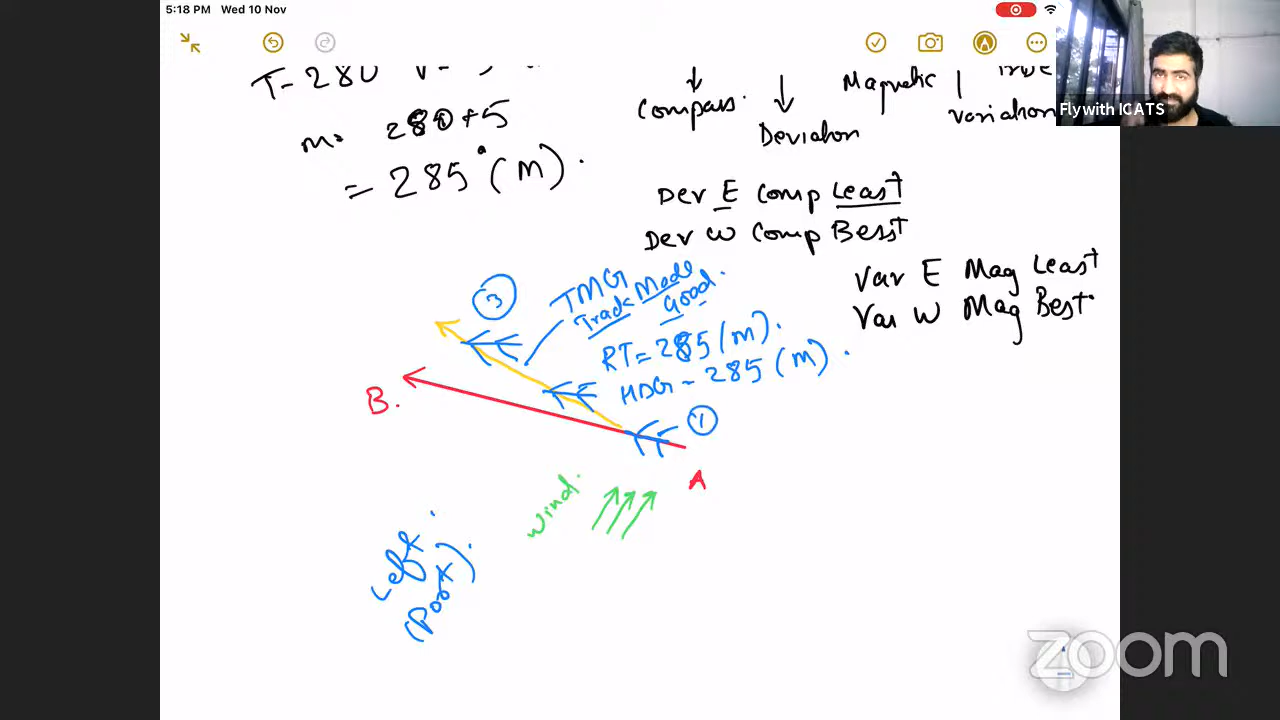 5:18 PM Wed 10 Nov
T- 280
m= 280+5
= 285° (M).
Compass.
Deviation
Magnetic
True
variation
Flywith ICATS
Dev E Comp Least
Dev W Comp Besst
Var E Mag Least
Var W Mag Best
3
TMG
Track Made
Good.
RT= 285 (M).
HDG - 285 (M).
B.
1
A
wind.
Left
(Port).
zoom